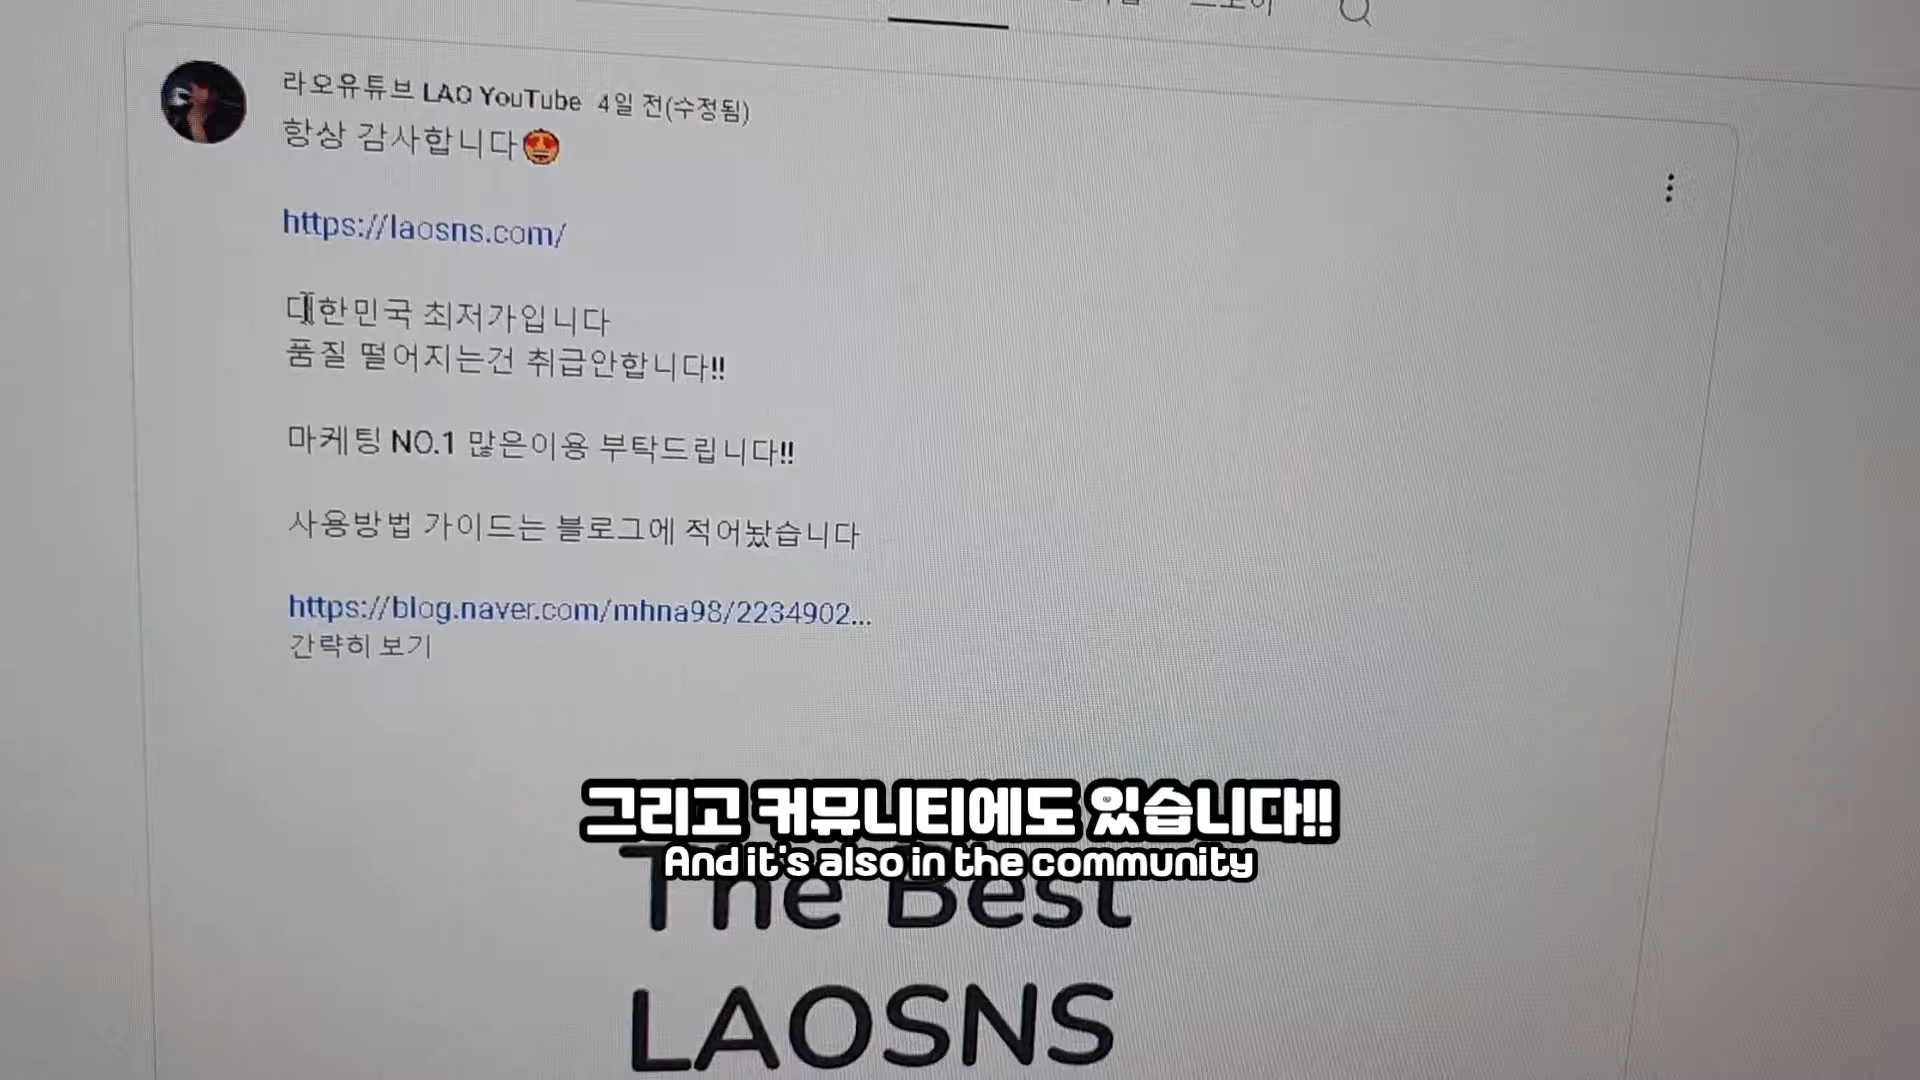 라오유튜브 LAO YouTube 4일 전(수정됨)
항상 감사합니다😍
https://laosns.com/
대한민국 최저가입니다
품질 떨어지는건 취급안합니다!!
마케팅 NO.1 많은이용 부탁드립니다!!
사용방법 가이드는 블로그에 적어놨습니다
https://blog.naver.com/mhna98/2234902...
간략히 보기
그리고 커뮤니티에도 있습니다!!
And it's also in the community
The Best
LAOSNS